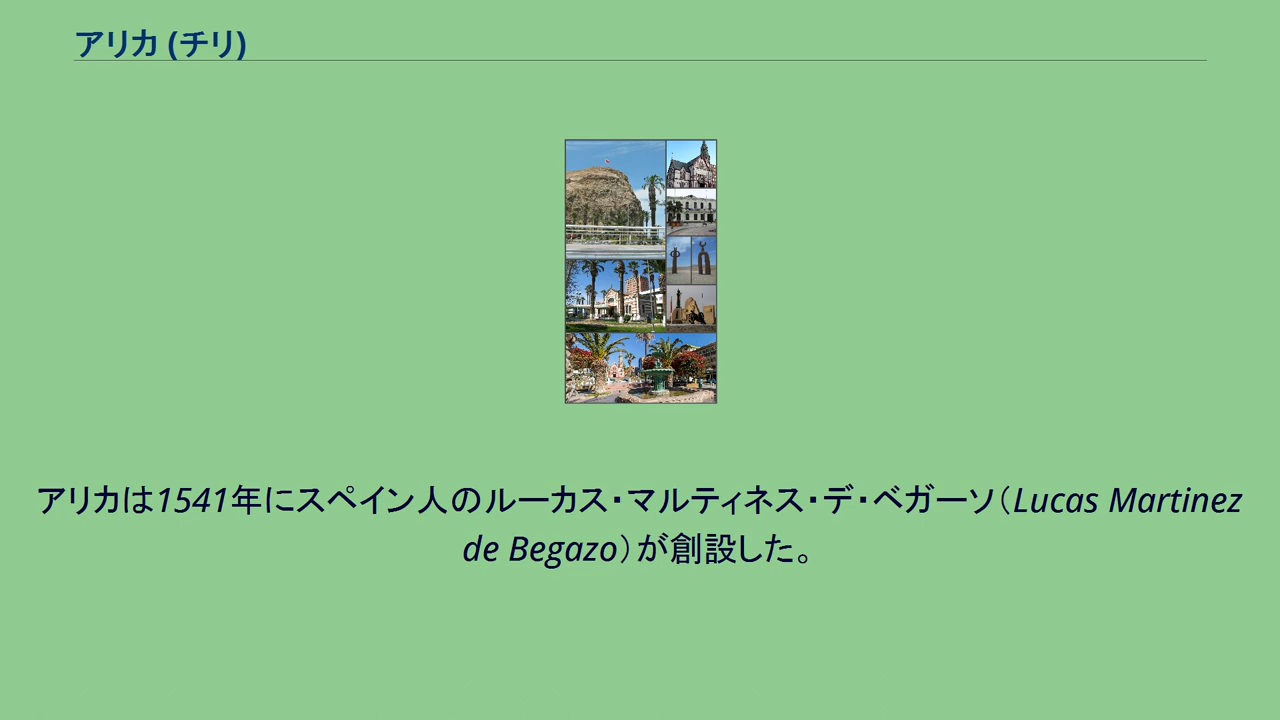 アリカ (チリ)
アリカは1541年にスペイン人のルーカス・マルティネス・デ・ベガーソ（Lucas Martinez
de Begazo）が創設した。